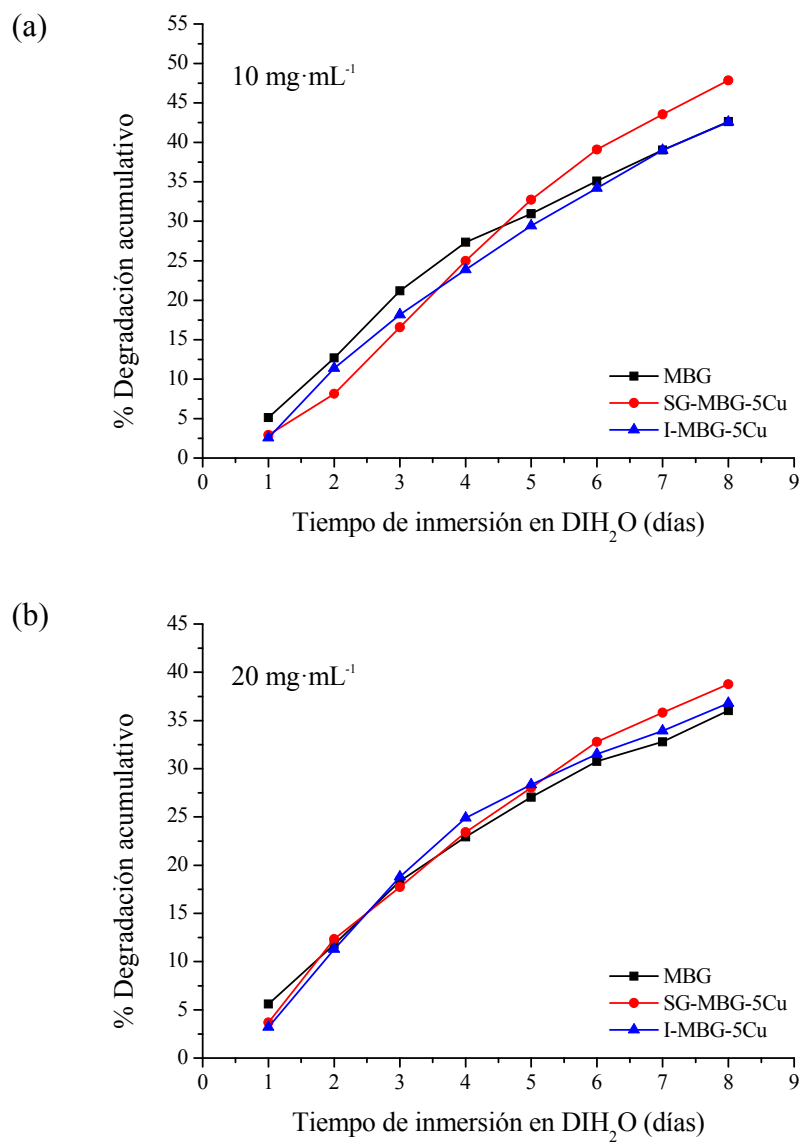 (a)
10 mg·mL⁻¹
% Degradación acumulativo
55
50
45
40
35
30
25
20
15
10
5
0
MBG
SG-MBG-5Cu
I-MBG-5Cu
0 1 2 3 4 5 6 7 8 9
Tiempo de inmersión en DIH₂O (días)
(b)
20 mg·mL⁻¹
% Degradación acumulativo
45
40
35
30
25
20
15
10
5
0
MBG
SG-MBG-5Cu
I-MBG-5Cu
0 1 2 3 4 5 6 7 8 9
Tiempo de inmersión en DIH₂O (días)